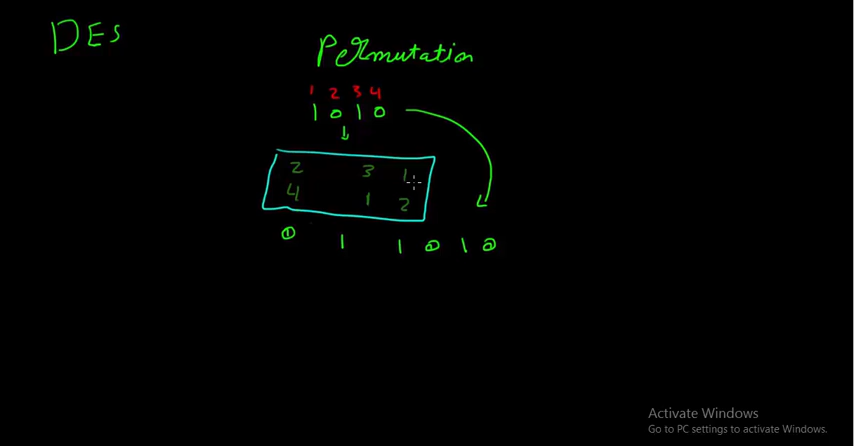 DES
Permutation
1 2 3 4
1 0 1 0
2 3 1
4 1 2
0 1 1 0 1 0
Activate Windows
Go to PC settings to activate Windows.